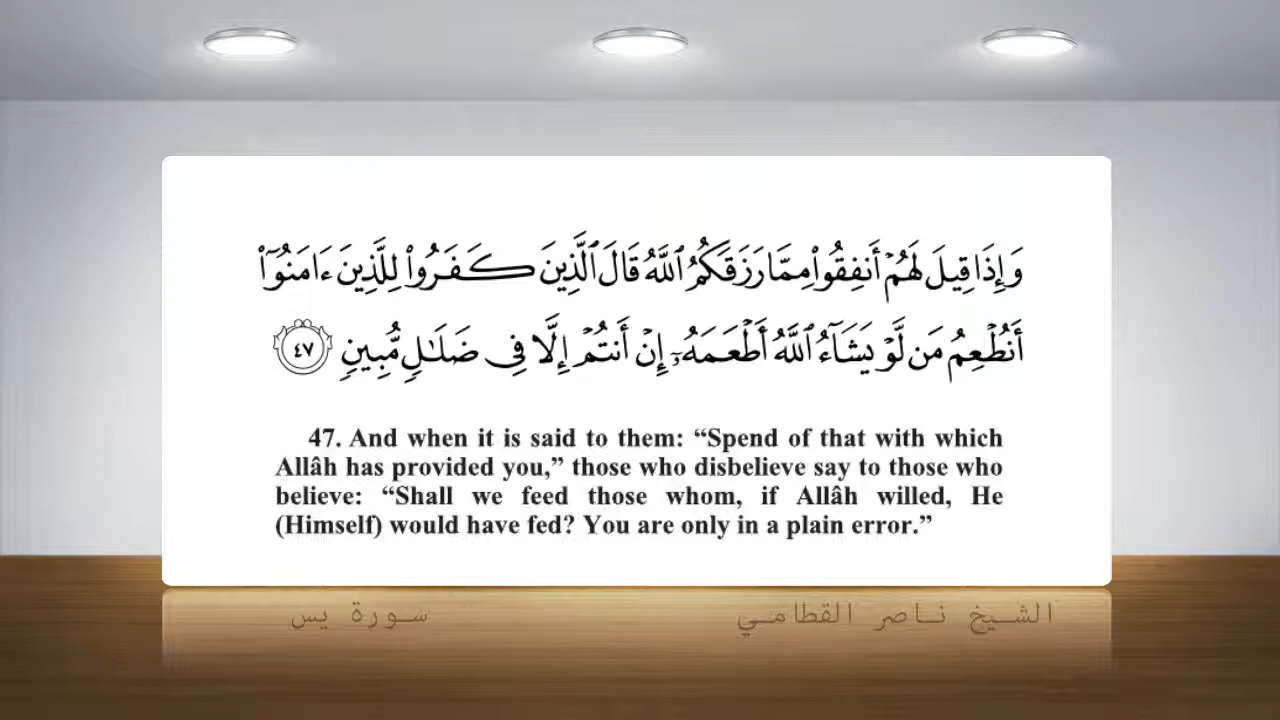 وَإِذَا قِيلَ لَهُمْ أَنفِقُوا۟ مِمَّا رَزَقَكُمُ ٱللَّهُ قَالَ ٱلَّذِينَ كَفَرُوا۟ لِلَّذِينَ ءَامَنُوٓا۟
أَنُطْعِمُ مَن لَّوْ يَشَآءُ ٱللَّهُ أَطْعَمَهُۥٓ إِنْ أَنتُمْ إِلَّا فِى ضَلَـٰلٍ مُّبِينٍ ٤٧
47. And when it is said to them: “Spend of that with which
Allâh has provided you,” those who disbelieve say to those who
believe: “Shall we feed those whom, if Allâh willed, He
(Himself) would have fed? You are only in a plain error.”
الشيخ ناصر القطامي سورة يس